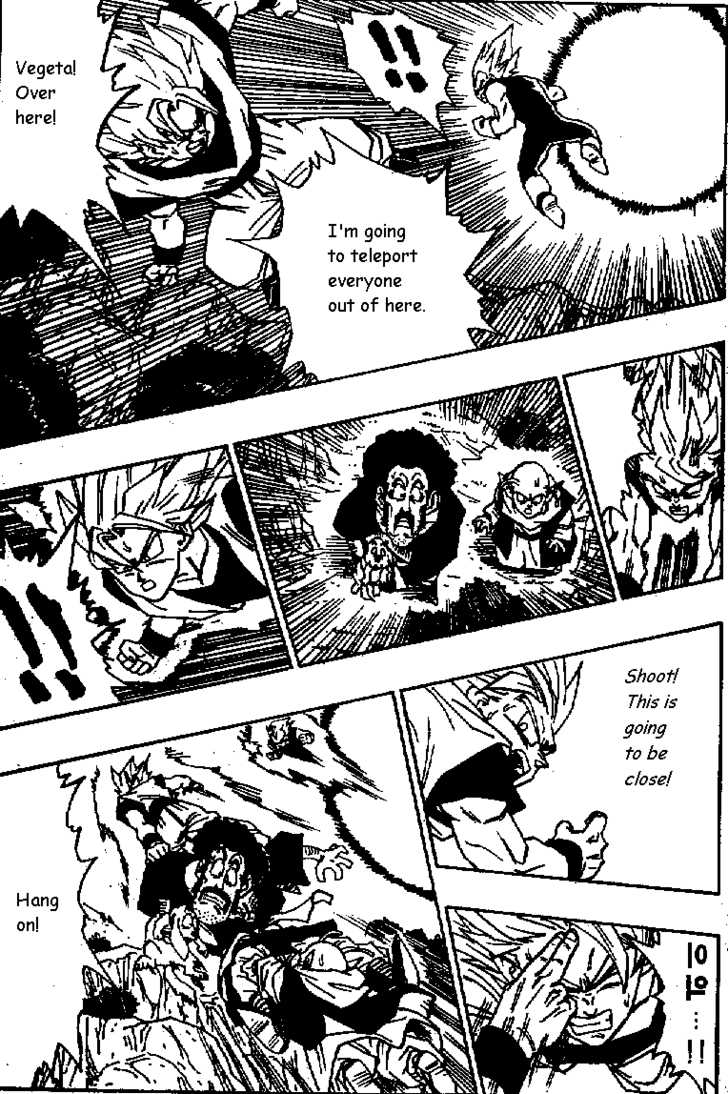 Vegeta!
Over
here!
!!
I'm going
to teleport
everyone
out of here.
!!
Shoot!
This is
going
to be
close!
Hang
on!
...
!!